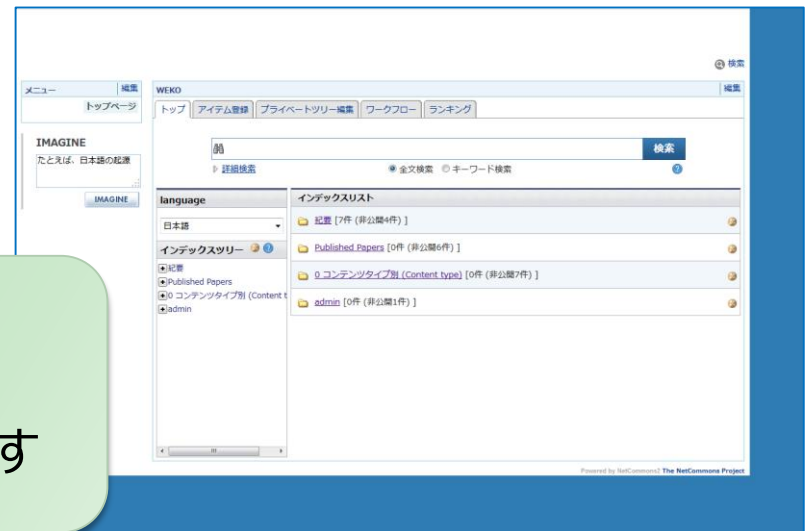 検索
メニュー 編集
トップページ
IMAGINE
たとえば、日本語の起源
IMAGINE
WEKO 編集
トップ アイテム登録 プライベートツリー編集 ワークフロー ランキング
検索
詳細検索 全文検索 キーワード検索
language
日本語
インデックスツリー
紀要
Published Papers
0 コンテンツタイプ別 (Content t
admin
インデックスリスト
紀要 [7件 (非公開4件) ]
Published Papers [0件 (非公開6件) ]
0 コンテンツタイプ別 (Content type) [0件 (非公開7件) ]
admin [0件 (非公開1件) ]
Powered by NetCommons2 The NetCommons Project
す